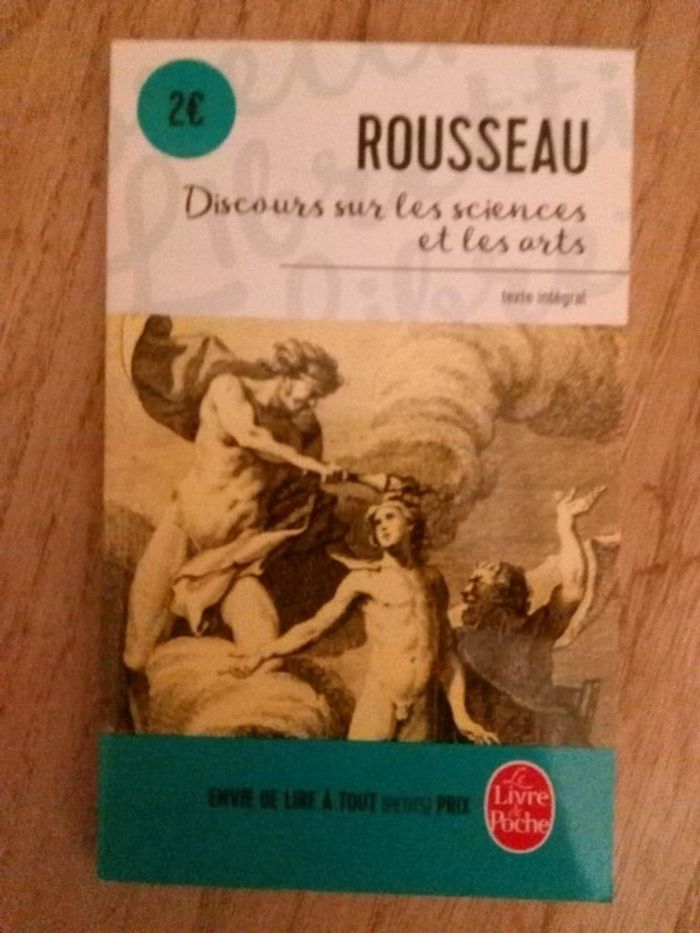 2€
ROUSSEAU
Discours sur les sciences
et les arts
texte intégral
ENVIE DE LIRE À TOUT (PETITS) PRIX
Le
Livre
de
Poche